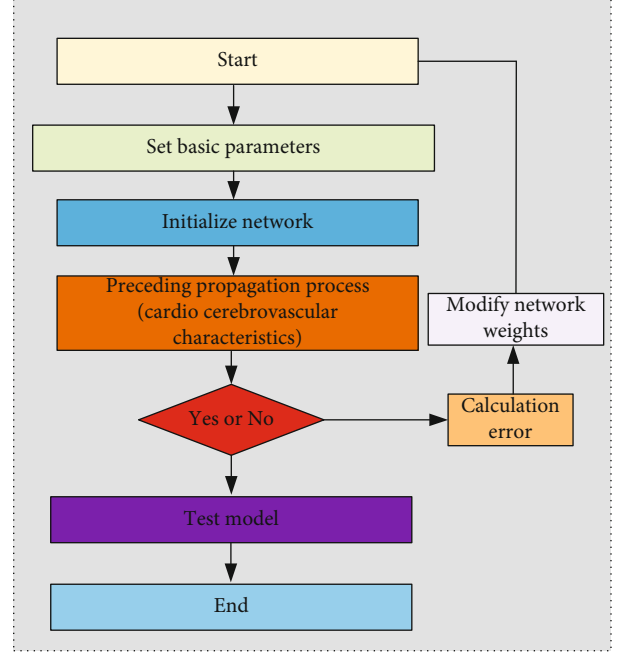 Start
Set basic parameters
Initialize network
Preceding propagation process
(cardio cerebrovascular
characteristics)
Modify network
weights
Yes or No
Calculation
error
Test model
End